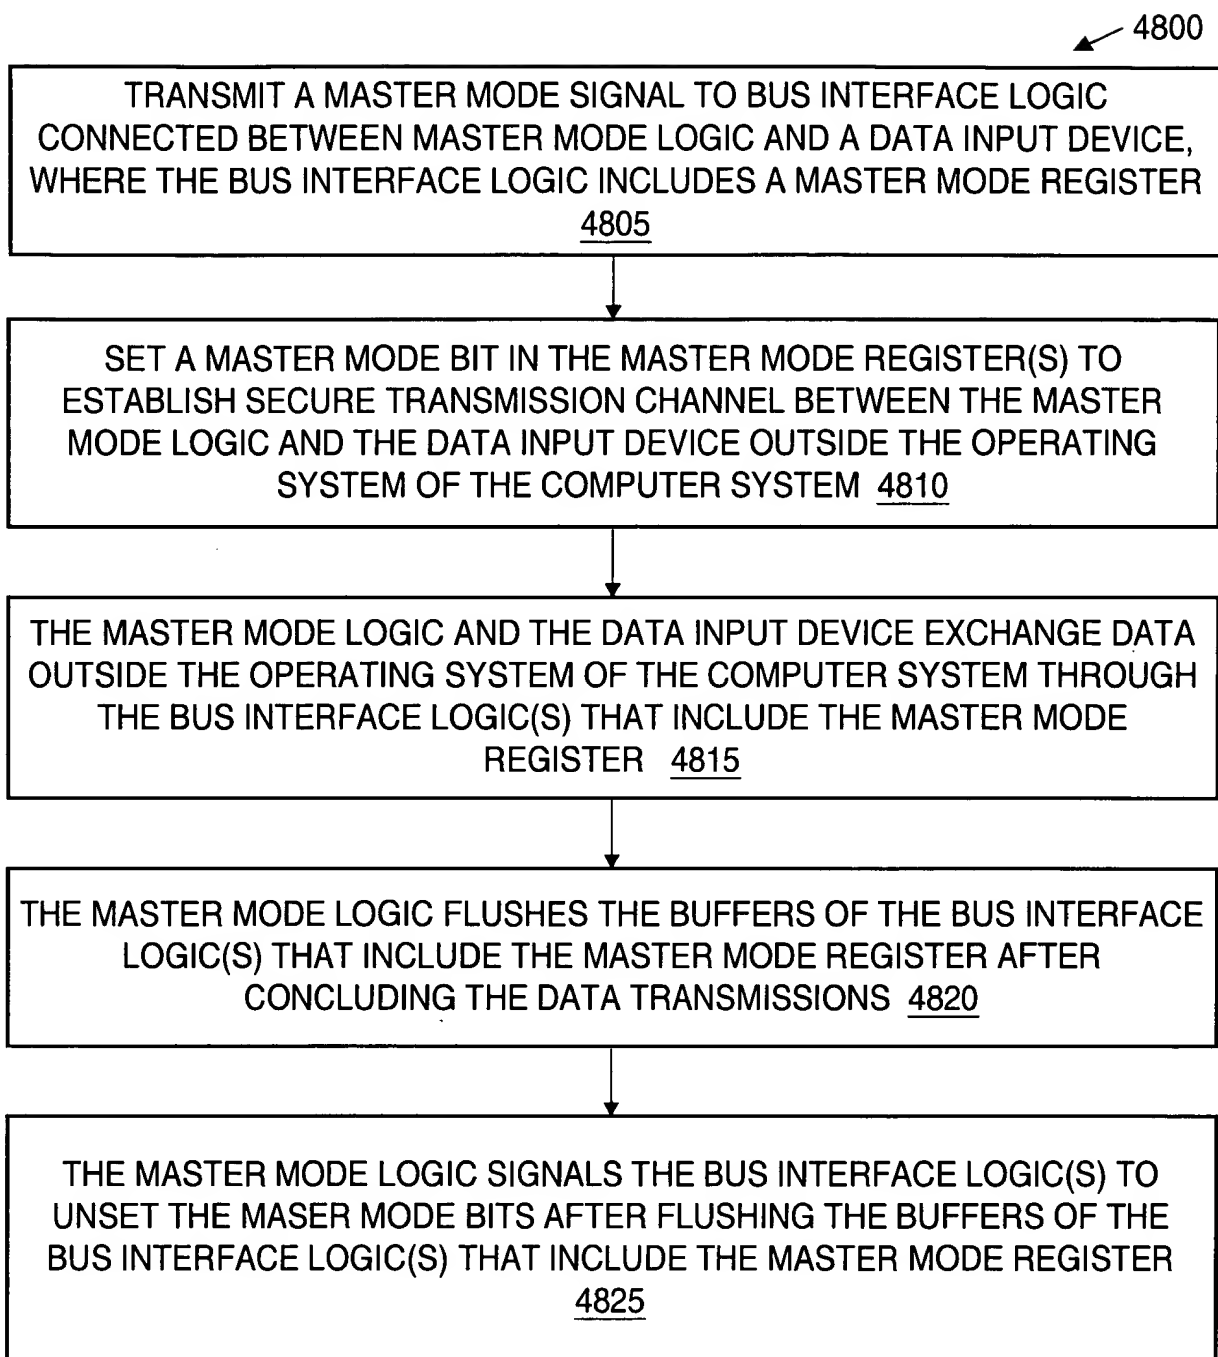 4800
TRANSMIT A MASTER MODE SIGNAL TO BUS INTERFACE LOGIC
CONNECTED BETWEEN MASTER MODE LOGIC AND A DATA INPUT DEVICE,
WHERE THE BUS INTERFACE LOGIC INCLUDES A MASTER MODE REGISTER
4805
SET A MASTER MODE BIT IN THE MASTER MODE REGISTER(S) TO
ESTABLISH SECURE TRANSMISSION CHANNEL BETWEEN THE MASTER
MODE LOGIC AND THE DATA INPUT DEVICE OUTSIDE THE OPERATING
SYSTEM OF THE COMPUTER SYSTEM 4810
THE MASTER MODE LOGIC AND THE DATA INPUT DEVICE EXCHANGE DATA
OUTSIDE THE OPERATING SYSTEM OF THE COMPUTER SYSTEM THROUGH
THE BUS INTERFACE LOGIC(S) THAT INCLUDE THE MASTER MODE
REGISTER 4815
THE MASTER MODE LOGIC FLUSHES THE BUFFERS OF THE BUS INTERFACE
LOGIC(S) THAT INCLUDE THE MASTER MODE REGISTER AFTER
CONCLUDING THE DATA TRANSMISSIONS 4820
THE MASTER MODE LOGIC SIGNALS THE BUS INTERFACE LOGIC(S) TO
UNSET THE MASER MODE BITS AFTER FLUSHING THE BUFFERS OF THE
BUS INTERFACE LOGIC(S) THAT INCLUDE THE MASTER MODE REGISTER
4825